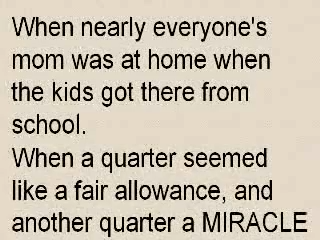 When nearly everyone's
mom was at home when
the kids got there from
school.
When a quarter seemed
like a fair allowance, and
another quarter a MIRACLE